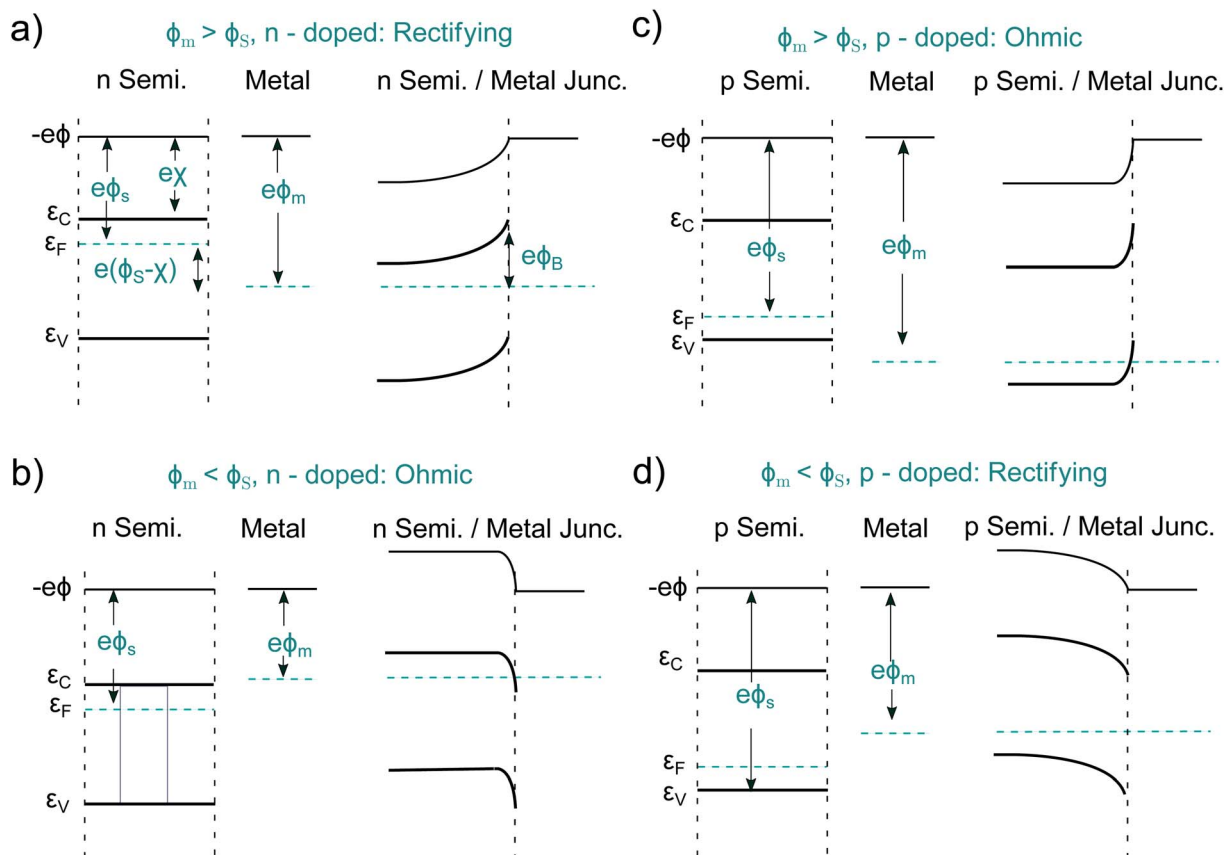 a)
ϕm > ϕS, n - doped: Rectifying
n Semi.
Metal
n Semi. / Metal Junc.
-eϕ
eχ
eϕs
eϕm
εC
εF
e(ϕS-χ)
eϕB
εV
b)
ϕm < ϕS, n - doped: Ohmic
n Semi.
Metal
n Semi. / Metal Junc.
-eϕ
eϕs
eϕm
εC
εF
εV
c)
ϕm > ϕS, p - doped: Ohmic
p Semi.
Metal
p Semi. / Metal Junc.
-eϕ
εC
eϕs
eϕm
εF
εV
d)
ϕm < ϕS, p - doped: Rectifying
p Semi.
Metal
p Semi. / Metal Junc.
-eϕ
εC
eϕs
eϕm
εF
εV